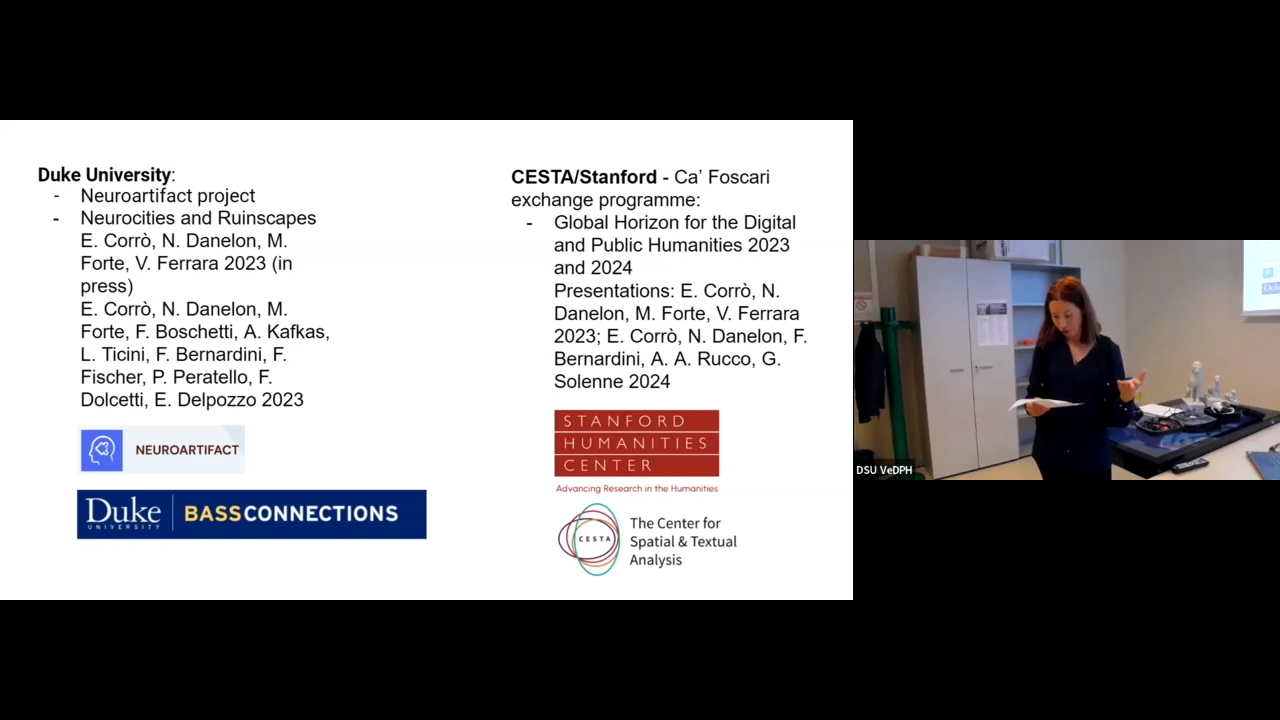 Duke University:
- Neuroartifact project
- Neurocities and Ruinscapes
E. Corrò, N. Danelon, M.
Forte, V. Ferrara 2023 (in
press)
E. Corrò, N. Danelon, M.
Forte, F. Boschetti, A. Kafkas,
L. Ticini, F. Bernardini, F.
Fischer, P. Peratello, F.
Dolcetti, E. Delpozzo 2023
NEUROARTIFACT
Duke
UNIVERSITY
BASSCONNECTIONS
CESTA/Stanford - Ca’ Foscari
exchange programme:
- Global Horizon for the Digital
and Public Humanities 2023
and 2024
Presentations: E. Corrò, N.
Danelon, M. Forte, V. Ferrara
2023; E. Corrò, N. Danelon, F.
Bernardini, A. A. Rucco, G.
Solenne 2024
STANFORD
HUMANITIES
CENTER
Advancing Research in the Humanities
CESTA
The Center for
Spatial & Textual
Analysis
DSU VeDPH